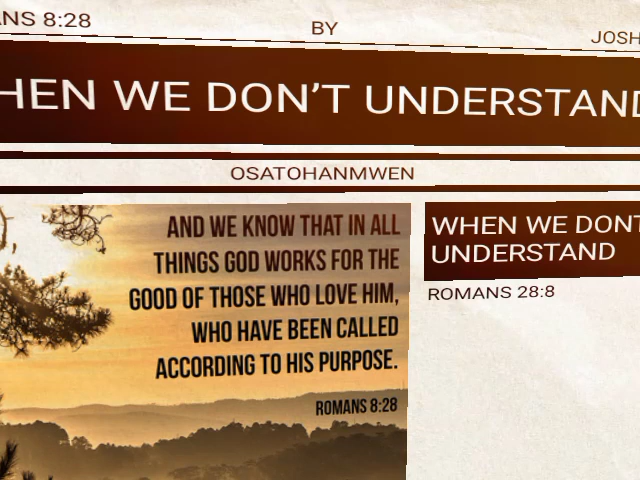 NS 8:28
BY
JOSH
HEN WE DON'T UNDERSTAND
OSATOHANMWEN
AND WE KNOW THAT IN ALL
THINGS GOD WORKS FOR THE
GOOD OF THOSE WHO LOVE HIM,
WHO HAVE BEEN CALLED
ACCORDING TO HIS PURPOSE.
ROMANS 8:28
WHEN WE DON'T
UNDERSTAND
ROMANS 28:8